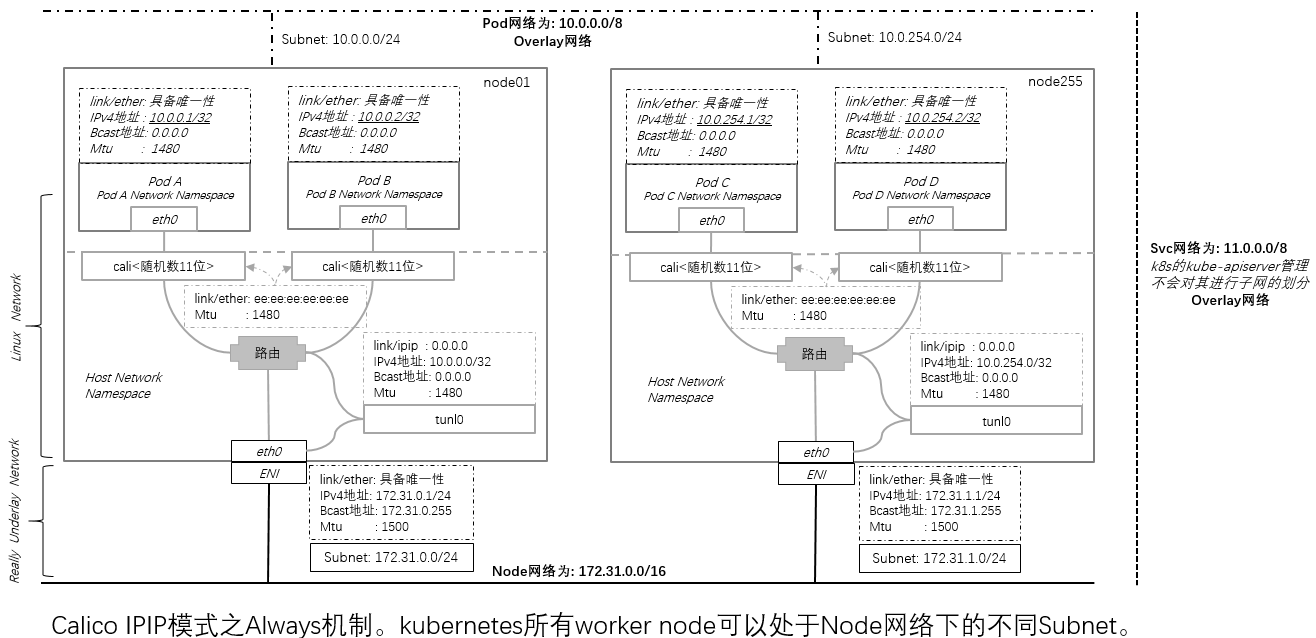 Pod网络为: 10.0.0.0/8
Overlay网络
Subnet: 10.0.0.0/24
Subnet: 10.0.254.0/24
node01
link/ether: 具备唯一性
IPv4地址 : 10.0.0.1/32
Bcast地址: 0.0.0.0
Mtu : 1480
link/ether: 具备唯一性
IPv4地址 : 10.0.0.2/32
Bcast地址: 0.0.0.0
Mtu : 1480
Pod A
Pod A Network Namespace
eth0
Pod B
Pod B Network Namespace
eth0
cali<随机数11位>
cali<随机数11位>
link/ether: ee:ee:ee:ee:ee:ee
Mtu : 1480
路由
link/ipip : 0.0.0.0
IPv4地址: 10.0.0.0/32
Bcast地址: 0.0.0.0
Mtu : 1480
tunl0
Host Network
Namespace
eth0
ENI
link/ether: 具备唯一性
IPv4地址: 172.31.0.1/24
Bcast地址: 172.31.0.255
Mtu : 1500
Subnet: 172.31.0.0/24
node255
link/ether: 具备唯一性
IPv4地址 : 10.0.254.1/32
Bcast地址: 0.0.0.0
Mtu : 1480
link/ether: 具备唯一性
IPv4地址 : 10.0.254.2/32
Bcast地址: 0.0.0.0
Mtu : 1480
Pod C
Pod C Network Namespace
eth0
Pod D
Pod D Network Namespace
eth0
cali<随机数11位>
cali<随机数11位>
link/ether: ee:ee:ee:ee:ee:ee
Mtu : 1480
路由
link/ipip : 0.0.0.0
IPv4地址: 10.0.254.0/32
Bcast地址: 0.0.0.0
Mtu : 1480
tunl0
Host Network
Namespace
eth0
ENI
link/ether: 具备唯一性
IPv4地址: 172.31.1.1/24
Bcast地址: 172.31.1.255
Mtu : 1500
Subnet: 172.31.1.0/24
Linux Network
Really Underlay Network
Svc网络为: 11.0.0.0/8
k8s的kube-apiserver管理
不会对其进行子网的划分
Overlay网络
Node网络为: 172.31.0.0/16
Calico IPIP模式之Always机制。kubernetes所有worker node可以处于Node网络下的不同Subnet。